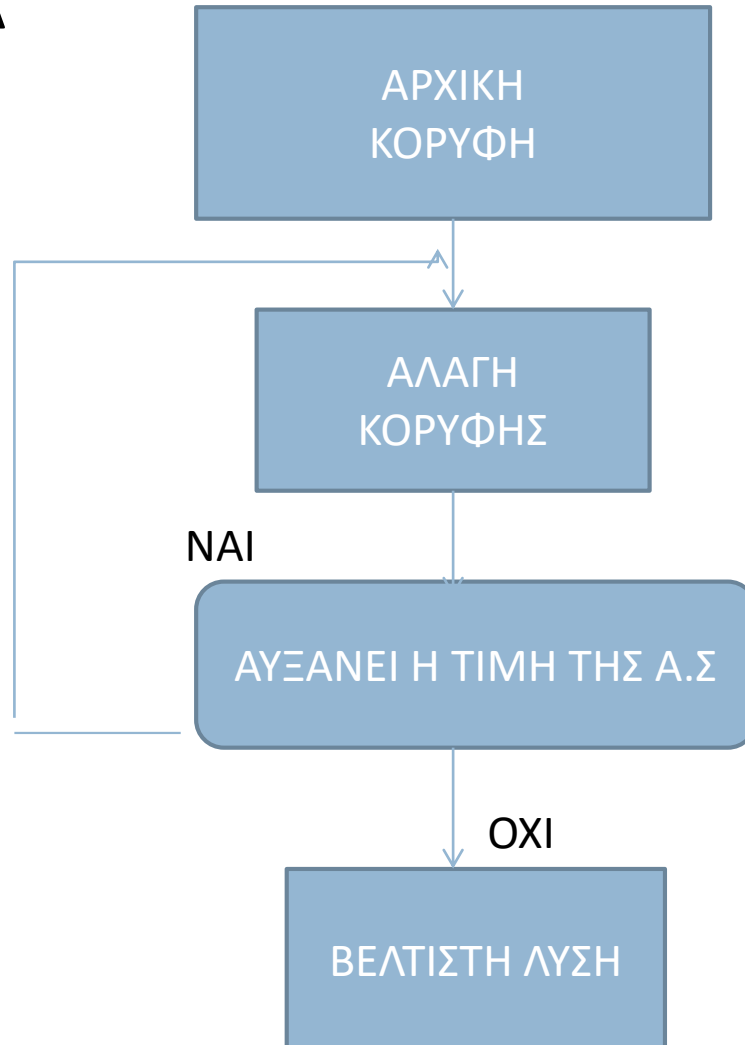 ΑΡΧΙΚΗ
ΚΟΡΥΦΗ
ΑΛΑΓΗ
ΚΟΡΥΦΗΣ
ΝΑΙ
ΑΥΞΑΝΕΙ Η ΤΙΜΗ ΤΗΣ Α.Σ
ΟΧΙ
ΒΕΛΤΙΣΤΗ ΛΥΣΗ